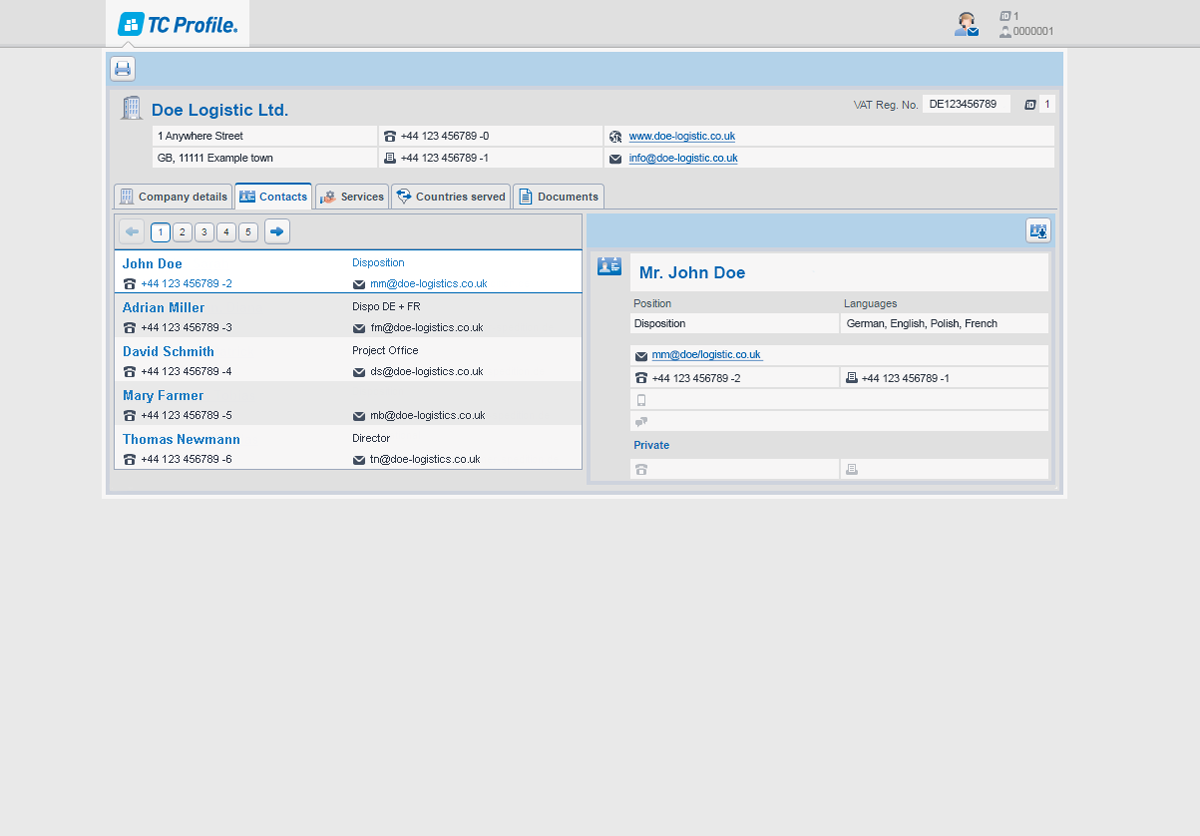 TC Profile.
ID 1
0000001
Doe Logistic Ltd.
VAT Reg. No. DE123456789 ID 1
1 Anywhere Street +44 123 456789 -0 www.doe-logistic.co.uk
GB, 11111 Example town +44 123 456789 -1 info@doe-logistic.co.uk
Company details Contacts Services Countries served Documents
1 2 3 4 5
John Doe Disposition
+44 123 456789 -2 mm@doe-logistics.co.uk
Adrian Miller Dispo DE + FR
+44 123 456789 -3 fm@doe-logistics.co.uk
David Schmith Project Office
+44 123 456789 -4 ds@doe-logistics.co.uk
Mary Farmer
+44 123 456789 -5 mb@doe-logistics.co.uk
Thomas Newmann Director
+44 123 456789 -6 tn@doe-logistics.co.uk
Mr. John Doe
Position Languages
Disposition German, English, Polish, French
mm@doe/logistic.co.uk
+44 123 456789 -2 +44 123 456789 -1
Private